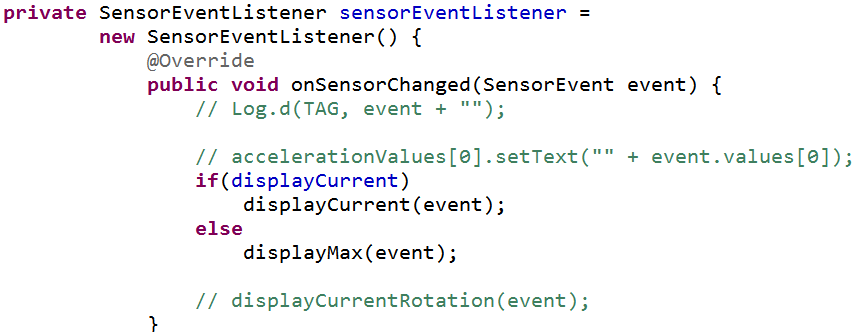 private SensorEventListener sensorEventListener =
        new SensorEventListener() {
            @Override
            public void onSensorChanged(SensorEvent event) {
                // Log.d(TAG, event + "");

                // accelerationValues[0].setText("" + event.values[0]);
                if(displayCurrent)
                    displayCurrent(event);
                else
                    displayMax(event);

                // displayCurrentRotation(event);
            }